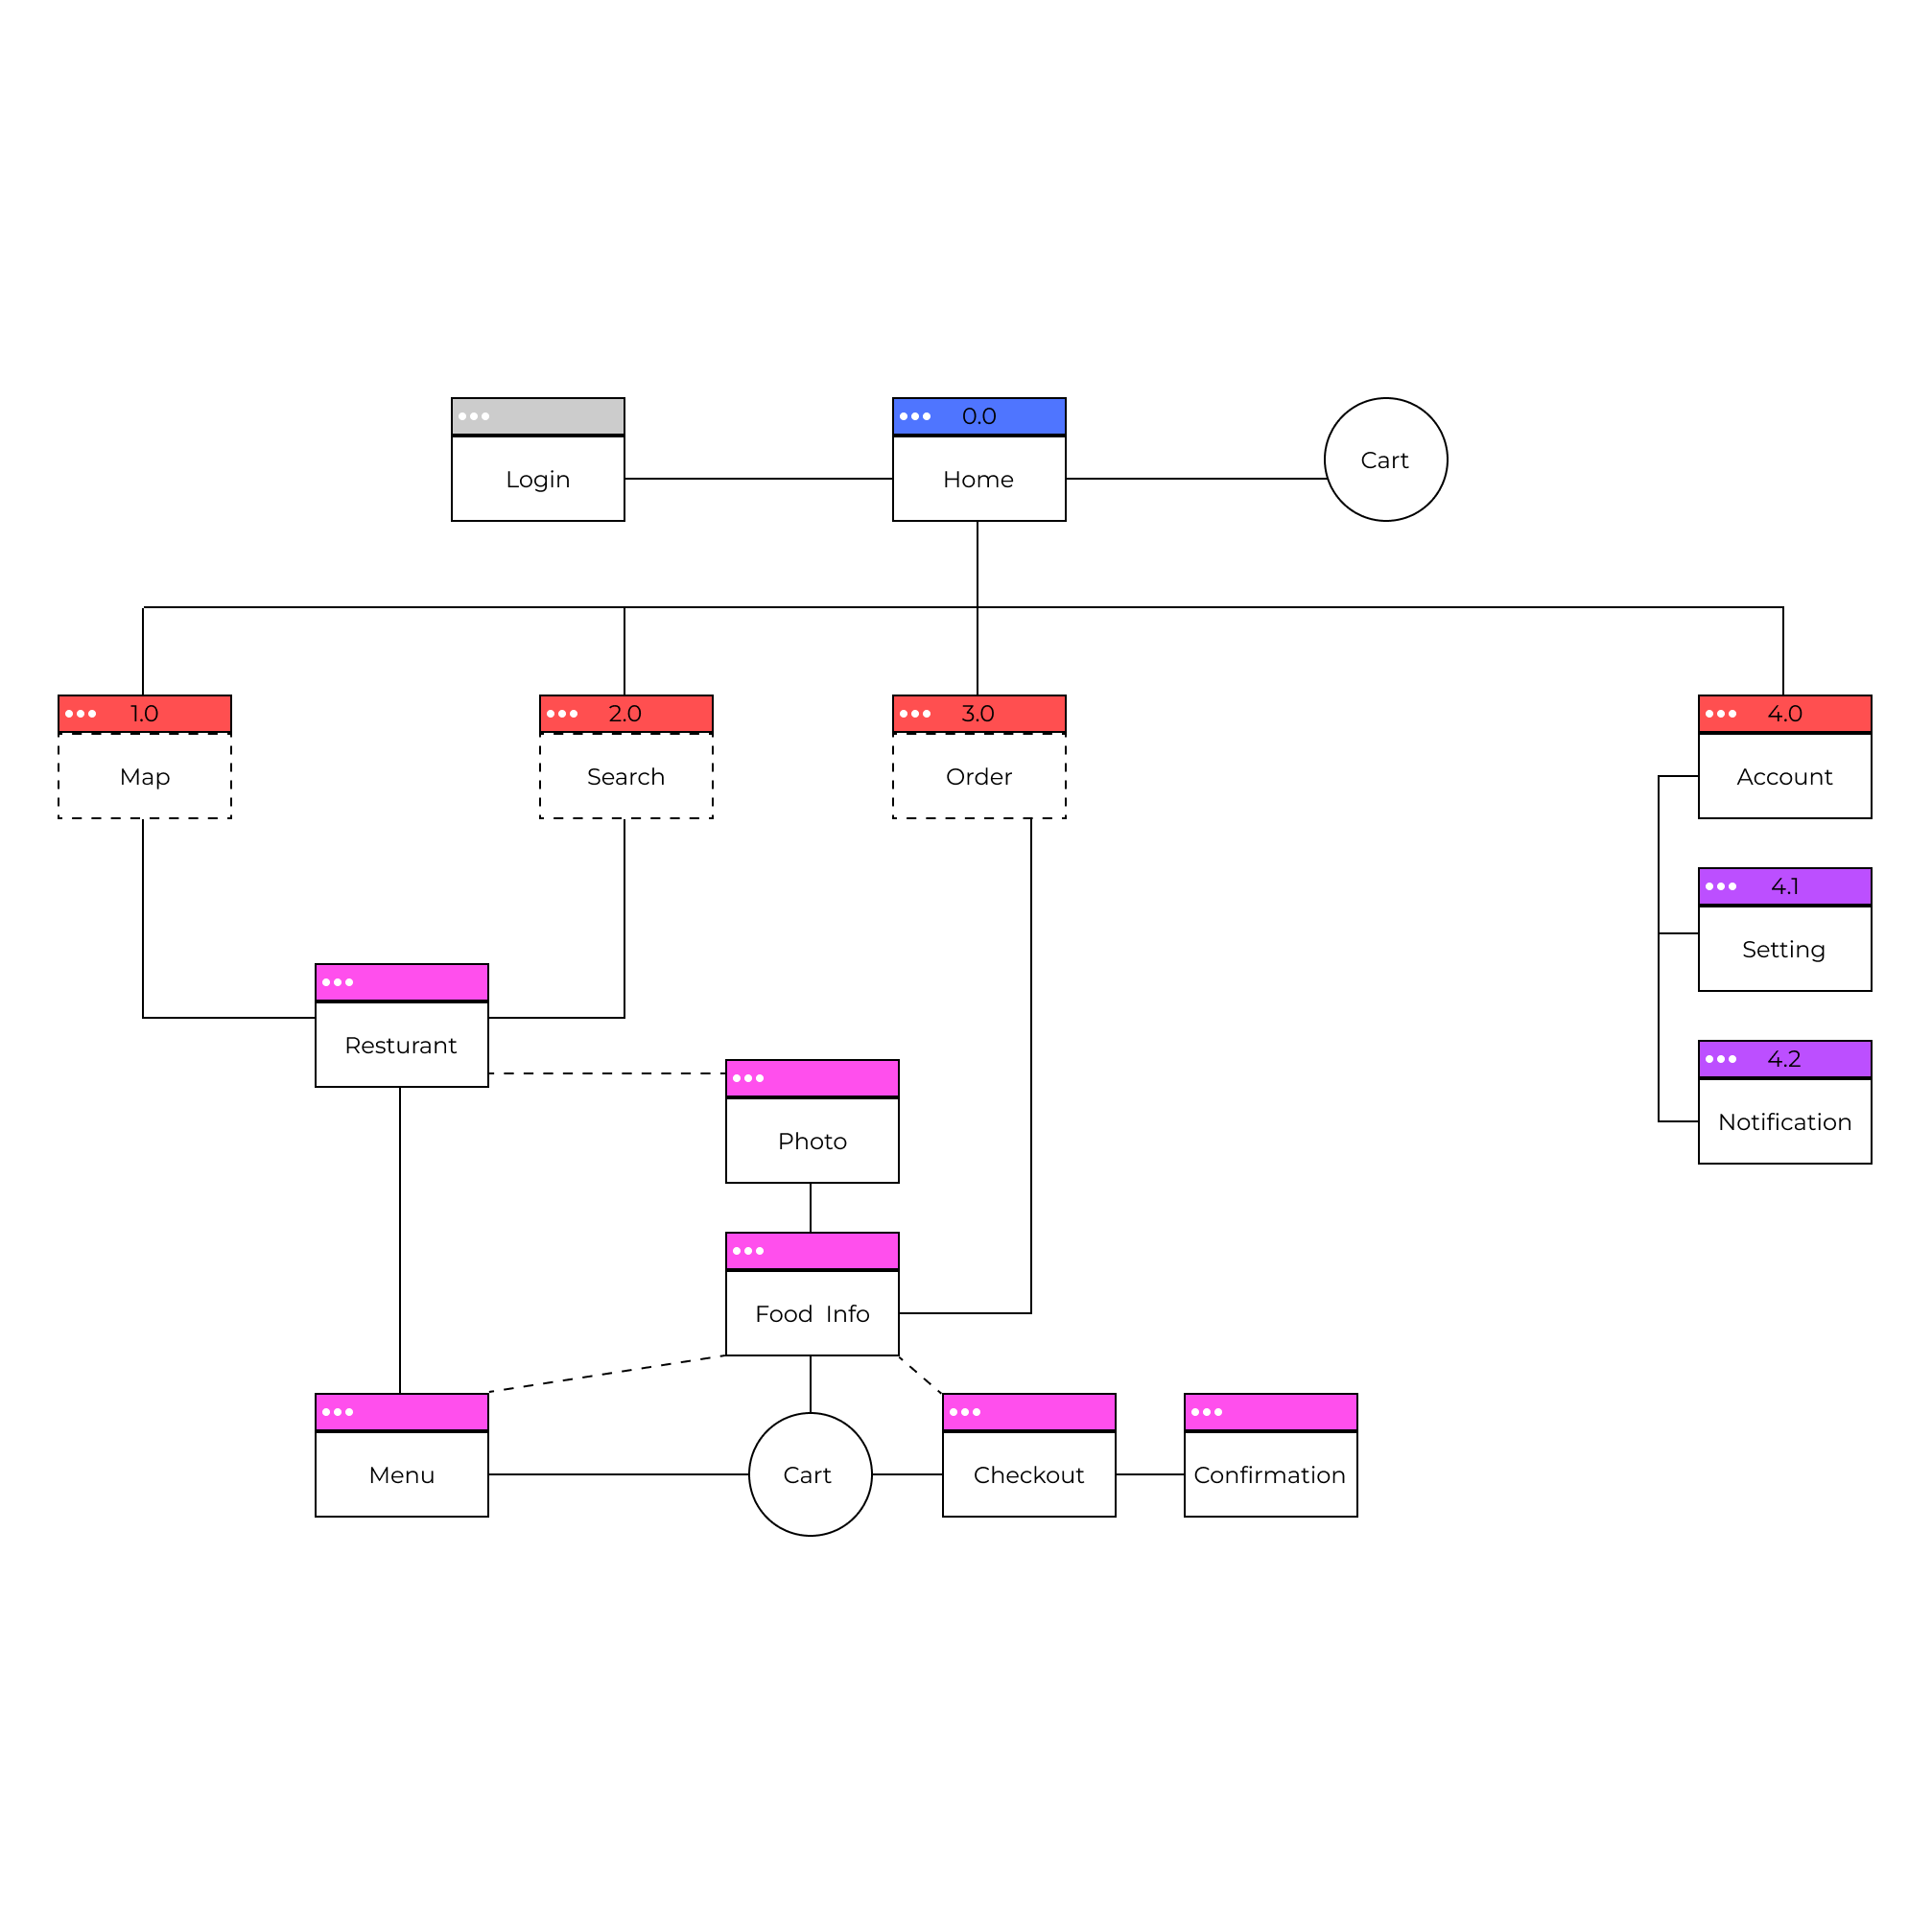 0.0
Login
Home
Cart
1.0
2.0
3.0
4.0
Map
Search
Order
Account
4.1
Setting
Resturant
4.2
Photo
Notification
Food Info
Menu
Cart
Checkout
Confirmation